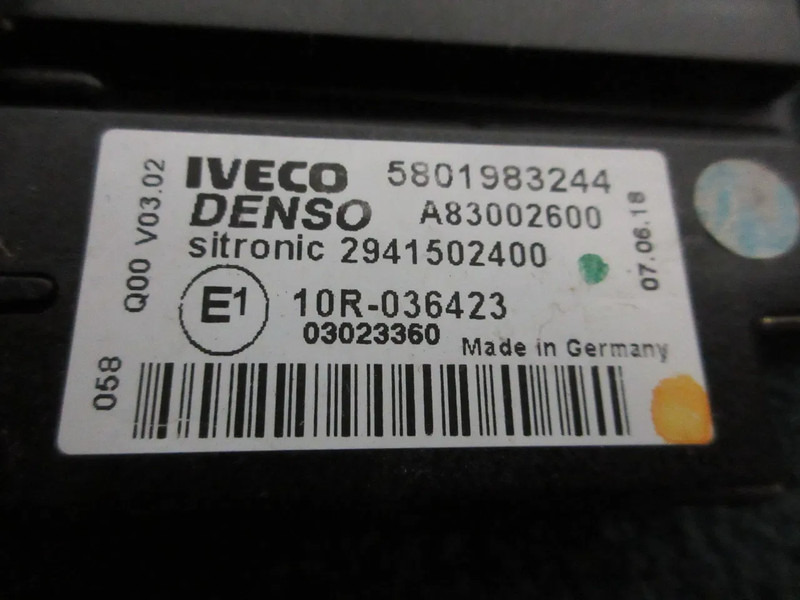 IVECO 5801983244
DENSO A83002600
sitronic 2941502400
E1 10R-036423
03023360
Made in Germany
Q00 V03.02
058
07.06.18